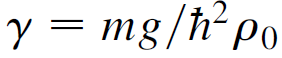 γ = mg/ħ²ρ₀